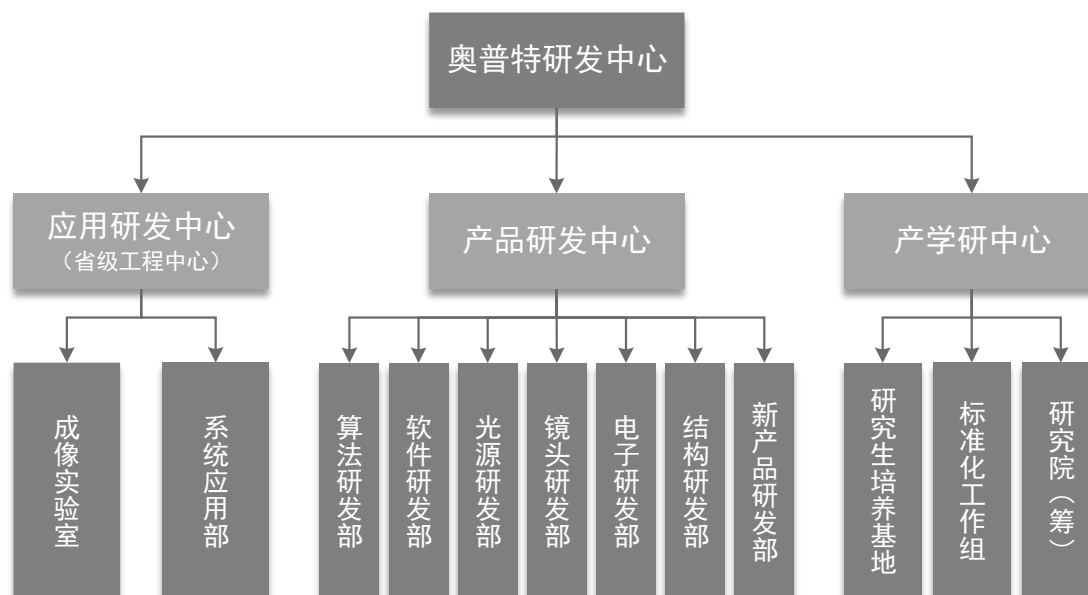 奥普特研发中心
应用研发中心
（省级工程中心）
产品研发中心
产学研中心
成像实验室
系统应用部
算法研发部
软件研发部
光源研发部
镜头研发部
电子研发部
结构研发部
新产品研发部
研究生培养基地
标准化工作组
研究院（筹）